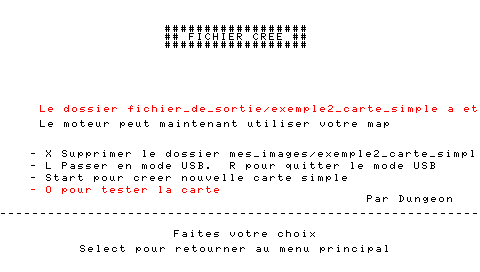 ##################
## FICHIER CREE ##
##################
Le dossier fichier_de_sortie/exemple2_carte_simple a et
Le moteur peut maintenant utiliser votre map
- X Supprimer le dossier mes_images/exemple2_carte_simpl
- L Passer en mode USB.  R pour quitter le mode USB
- Start pour creer nouvelle carte simple
- O pour tester la carte
Par Dungeon
------------------------------------------------------------
Faites votre choix
Select pour retourner au menu principal